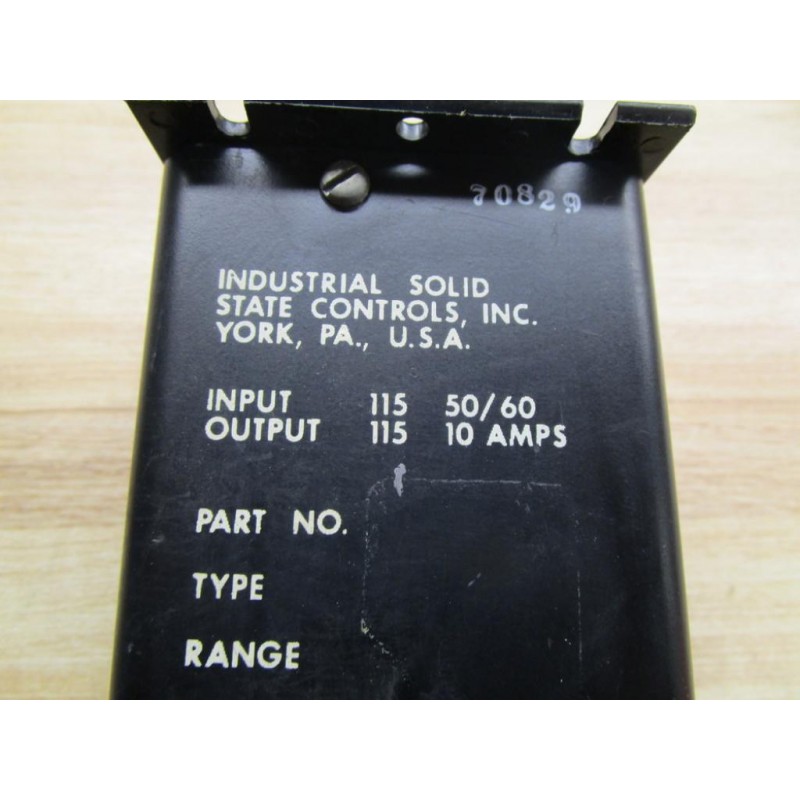 70829
INDUSTRIAL SOLID
STATE CONTROLS, INC.
YORK, PA., U.S.A.
INPUT 115 50/60
OUTPUT 115 10 AMPS
PART NO.
TYPE
RANGE